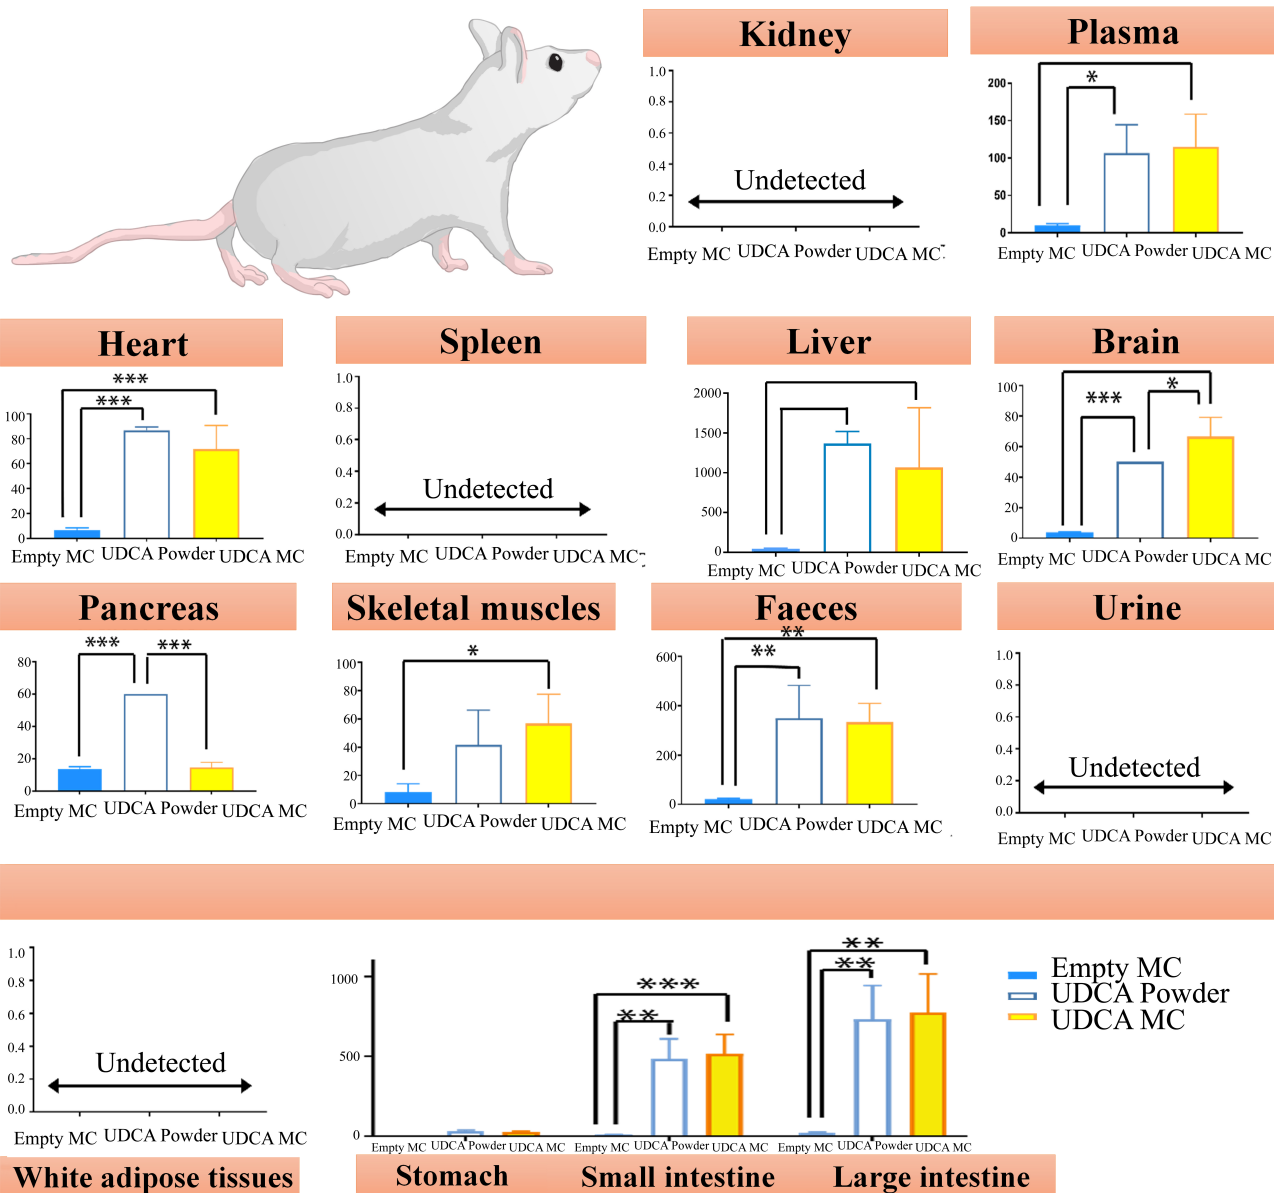 Kidney
1.0
0.8
0.6
0.4
0.2
0.0
Undetected
Empty MC UDCA Powder UDCA MC
Plasma
200
150
100
50
0
*
Empty MC UDCA Powder UDCA MC
Heart
100
80
60
40
20
0
***
***
Empty MC UDCA Powder UDCA MC
Spleen
1.0
0.8
0.6
0.4
0.2
0.0
Undetected
Empty MC UDCA Powder UDCA MC
Liver
2000
1500
1000
500
0
Empty MC UDCA Powder UDCA MC
Brain
100
80
60
40
20
0
***
*
Empty MC UDCA Powder UDCA MC
Pancreas
80
60
40
20
0
***
***
Empty MC UDCA Powder UDCA MC
Skeletal muscles
100
80
60
40
20
0
*
Empty MC UDCA Powder UDCA MC
Faeces
600
400
200
0
**
**
Empty MC UDCA Powder UDCA MC
Urine
1.0
0.8
0.6
0.4
0.2
0.0
Undetected
Empty MC UDCA Powder UDCA MC
1.0
0.8
0.6
0.4
0.2
0.0
Undetected
Empty MC UDCA Powder UDCA MC
White adipose tissues
1000
500
0
***
**
**
**
Empty MC UDCA Powder UDCA MC Empty MC UDCA Powder UDCA MC Empty MC UDCA Powder UDCA MC
Stomach Small intestine Large intestine
Empty MC
UDCA Powder
UDCA MC